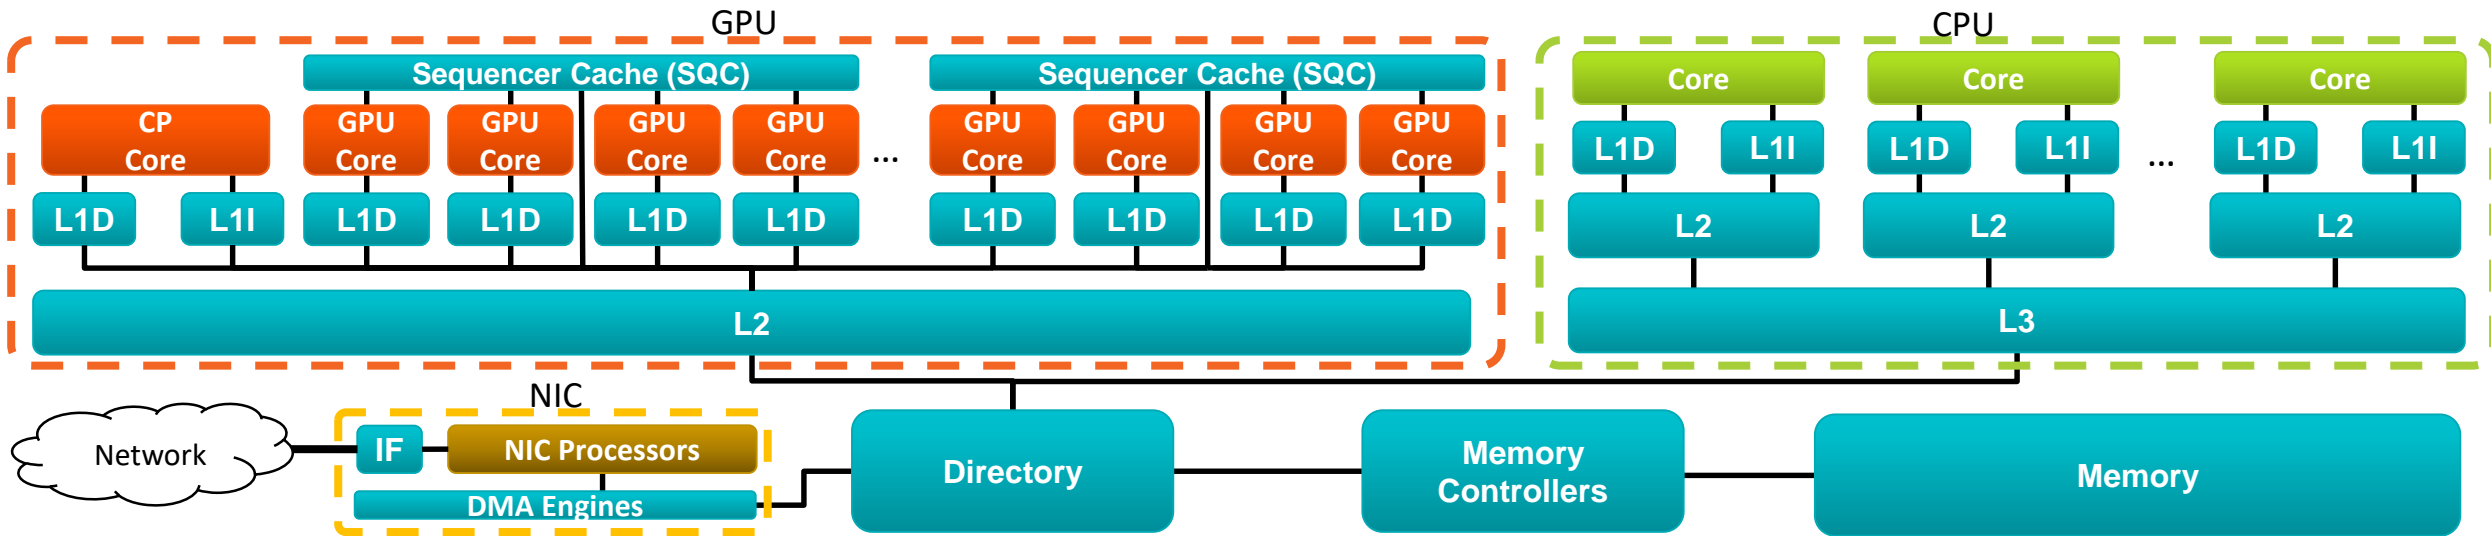 GPU
CPU
Sequencer Cache (SQC)
Sequencer Cache (SQC)
Core
Core
Core
CP
Core
GPU
Core
GPU
Core
GPU
Core
GPU
Core
...
GPU
Core
GPU
Core
GPU
Core
GPU
Core
L1D
L1I
L1D
L1I
...
L1D
L1I
L1D
L1I
L1D
L1D
L1D
L1D
L1D
L1D
L1D
L1D
L2
L2
L2
L2
L3
NIC
Network
IF
NIC Processors
DMA Engines
Directory
Memory
Controllers
Memory